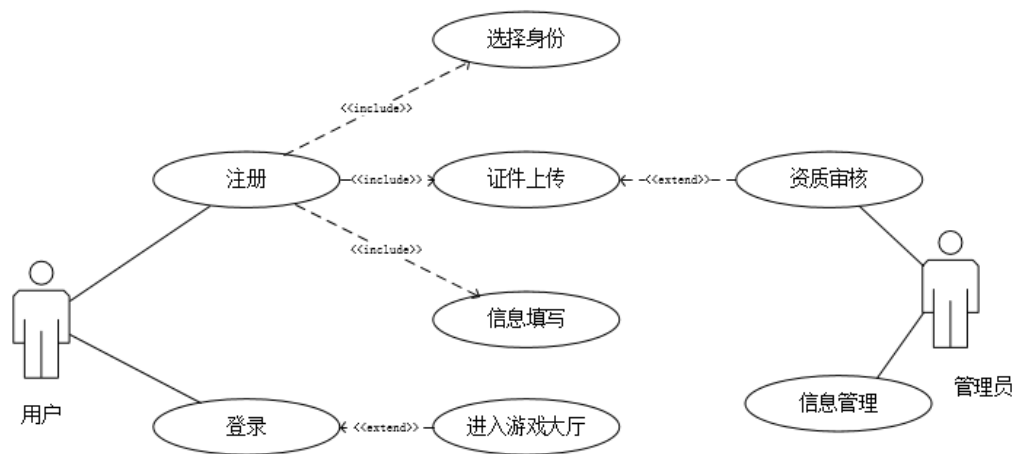 选择身份
<<include>>
注册
<<include>>
证件上传
<<extend>>
资质审核
<<include>>
信息填写
用户
管理员
登录
<<extend>>
进入游戏大厅
信息管理